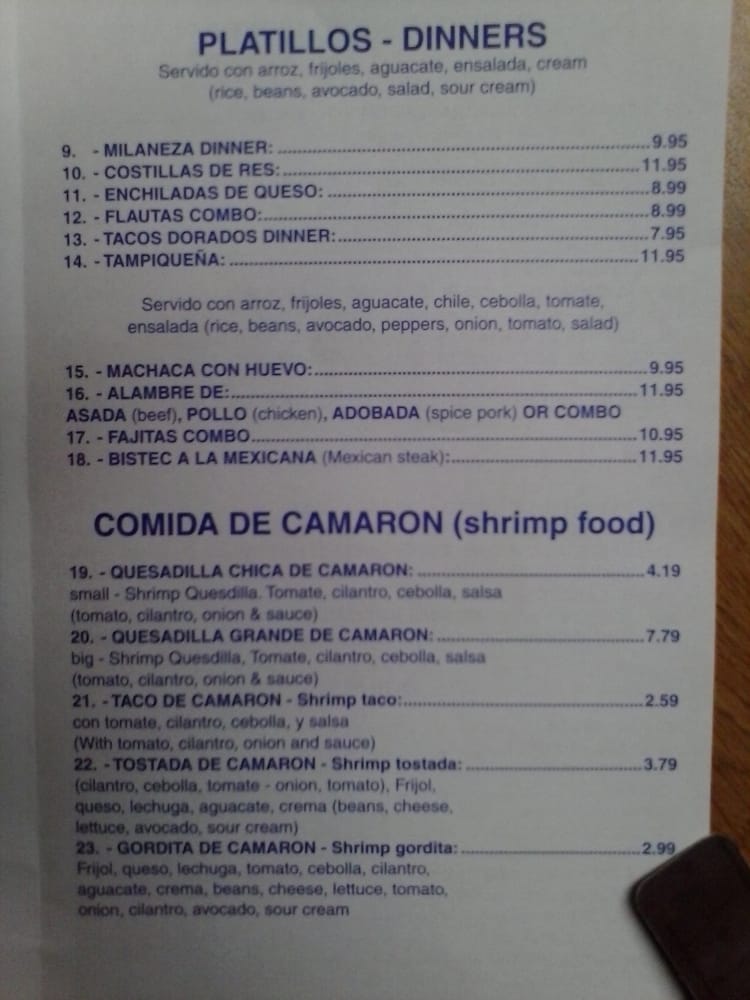 PLATILLOS - DINNERS
Servido con arroz, frijoles, aguacate, ensalada, cream
(rice, beans, avocado, salad, sour cream)
9. - MILANEZA DINNER: ........ 9.95
10. - COSTILLAS DE RES: ........ 11.95
11. - ENCHILADAS DE QUESO: ........ 8.99
12. - FLAUTAS COMBO: ........ 8.99
13. - TACOS DORADOS DINNER: ........ 7.95
14. - TAMPIQUEÑA: ........ 11.95
Servido con arroz, frijoles, aguacate, chile, cebolla, tomate,
ensalada (rice, beans, avocado, peppers, onion, tomato, salad)
15. - MACHACA CON HUEVO: ........ 9.95
16. - ALAMBRE DE: ........ 11.95
ASADA (beef), POLLO (chicken), ADOBADA (spice pork) OR COMBO
17. - FAJITAS COMBO ........ 10.95
18. - BISTEC A LA MEXICANA (Mexican steak): ........ 11.95
COMIDA DE CAMARON (shrimp food)
19. - QUESADILLA CHICA DE CAMARON: ........ 4.19
small - Shrimp Quesdilla. Tomate, cilantro, cebolla, salsa
(tomato, cilantro, onion & sauce)
20. - QUESADILLA GRANDE DE CAMARON: ........ 7.79
big - Shrimp Quesdilla, Tomate, cilantro, cebolla, salsa
(tomato, cilantro, onion & sauce)
21. - TACO DE CAMARON - Shrimp taco: ........ 2.59
con tomate, cilantro, cebolla, y salsa
(With tomato, cilantro, onion and sauce)
22. - TOSTADA DE CAMARON - Shrimp tostada: ........ 3.79
(cilantro, cebolla, tomate - onion, tomato), Frijol,
queso, lechuga, aguacate, crema (beans, cheese,
lettuce, avocado, sour cream)
23. - GORDITA DE CAMARON - Shrimp gordita: ........ 2.99
Frijol, queso, lechuga, tomato, cebolla, cilantro,
aguacate, crema, beans, cheese, lettuce, tomato,
onion, cilantro, avocado, sour cream